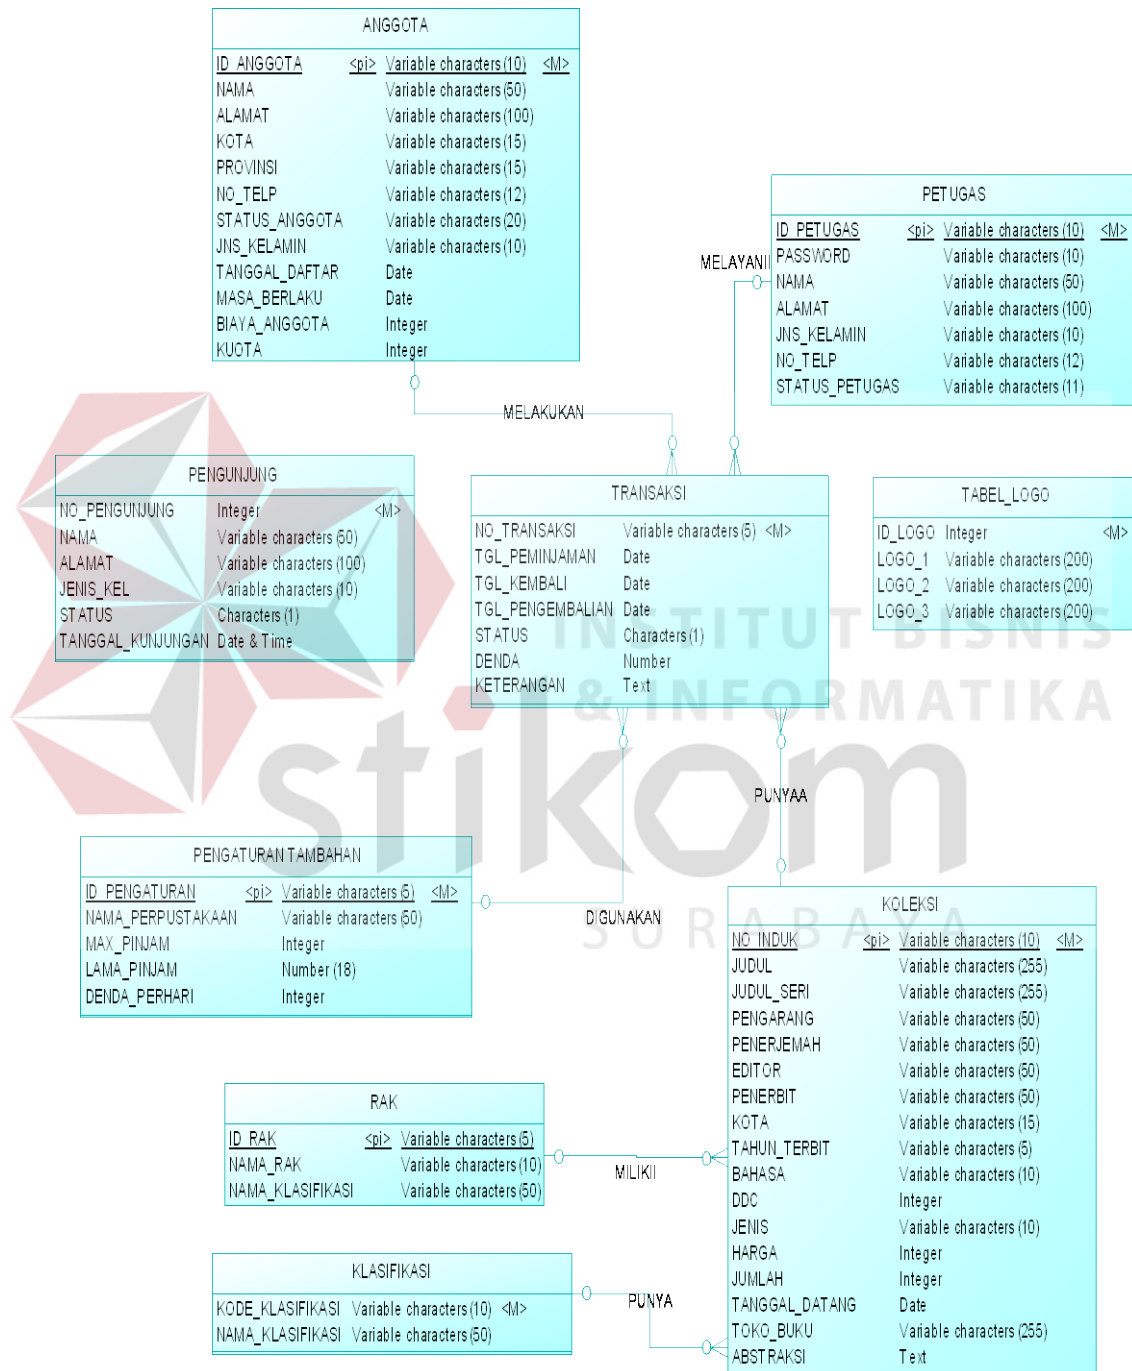 ANGGOTA
ID_ANGGOTA <pi> Variable characters (10) <M>
NAMA Variable characters (50)
ALAMAT Variable characters (100)
KOTA Variable characters (15)
PROVINSI Variable characters (15)
NO_TELP Variable characters (12)
STATUS_ANGGOTA Variable characters (20)
JNS_KELAMIN Variable characters (10)
TANGGAL_DAFTAR Date
MASA_BERLAKU Date
BIAYA_ANGGOTA Integer
KUOTA Integer
PETUGAS
ID_PETUGAS <pi> Variable characters (10) <M>
PASSWORD Variable characters (10)
NAMA Variable characters (50)
ALAMAT Variable characters (100)
JNS_KELAMIN Variable characters (10)
NO_TELP Variable characters (12)
STATUS_PETUGAS Variable characters (11)
MELAYANII
MELAKUKAN
PENGUNJUNG
NO_PENGUNJUNG Integer <M>
NAMA Variable characters (50)
ALAMAT Variable characters (100)
JENIS_KEL Variable characters (10)
STATUS Characters (1)
TANGGAL_KUNJUNGAN Date & Time
TRANSAKSI
NO_TRANSAKSI Variable characters (5) <M>
TGL_PEMINJAMAN Date
TGL_KEMBALI Date
TGL_PENGEMBALIAN Date
STATUS Characters (1)
DENDA Number
KETERANGAN Text
TABEL_LOGO
ID_LOGO Integer <M>
LOGO_1 Variable characters (200)
LOGO_2 Variable characters (200)
LOGO_3 Variable characters (200)
INSTITUT BISNIS
& INFORMATIKA
stikom
SURABAYA
PUNYAA
PENGATURAN TAMBAHAN
ID_PENGATURAN <pi> Variable characters (5) <M>
NAMA_PERPUSTAKAAN Variable characters (50)
MAX_PINJAM Integer
LAMA_PINJAM Number (18)
DENDA_PERHARI Integer
DIGUNAKAN
KOLEKSI
NO_INDUK <pi> Variable characters (10) <M>
JUDUL Variable characters (255)
JUDUL_SERI Variable characters (255)
PENGARANG Variable characters (50)
PENERJEMAH Variable characters (50)
EDITOR Variable characters (50)
PENERBIT Variable characters (50)
KOTA Variable characters (15)
TAHUN_TERBIT Variable characters (5)
BAHASA Variable characters (10)
DDC Integer
JENIS Variable characters (10)
HARGA Integer
JUMLAH Integer
TANGGAL_DATANG Date
TOKO_BUKU Variable characters (255)
ABSTRAKSI Text
RAK
ID_RAK <pi> Variable characters (5)
NAMA_RAK Variable characters (10)
NAMA_KLASIFIKASI Variable characters (50)
MILIKII
KLASIFIKASI
KODE_KLASIFIKASI Variable characters (10) <M>
NAMA_KLASIFIKASI Variable characters (50)
PUNYA